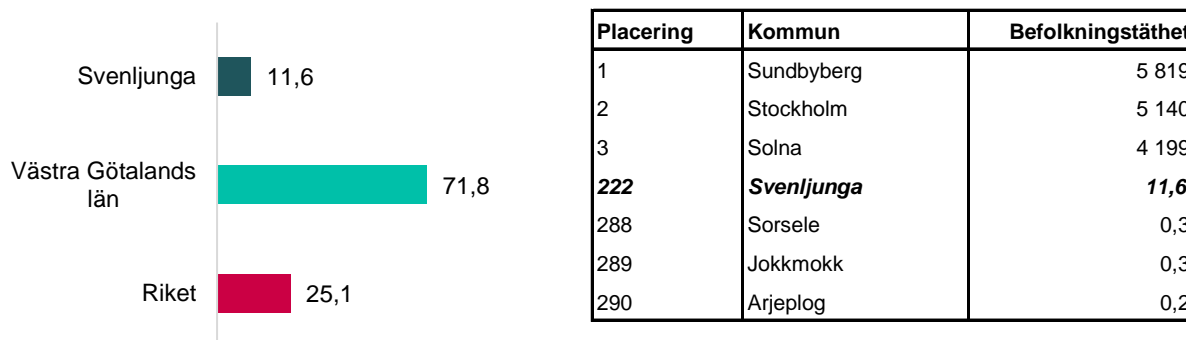 Svenljunga 11,6
Västra Götalands
län
71,8
Riket 25,1
Placering Kommun Befolkningstäthet
1 Sundbyberg 5 819
2 Stockholm 5 140
3 Solna 4 199
222 Svenljunga 11,6
288 Sorsele 0,3
289 Jokkmokk 0,3
290 Arjeplog 0,2